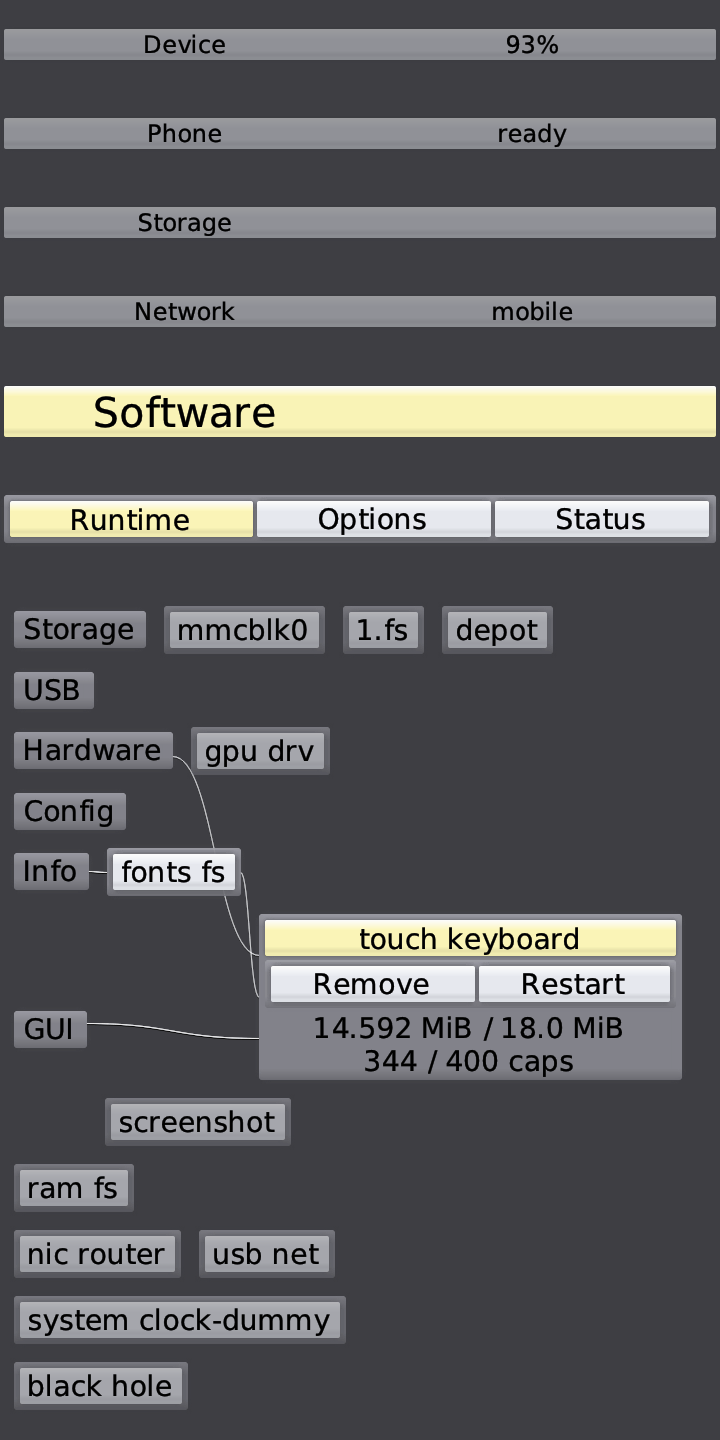 Device 93%
Phone ready
Storage
Network mobile
Software
Runtime Options Status
Storage mmcblk0 1.fs depot
USB
Hardware gpu drv
Config
Info fonts fs
touch keyboard
Remove Restart
GUI 14.592 MiB / 18.0 MiB
344 / 400 caps
screenshot
ram fs
nic router usb net
system clock-dummy
black hole